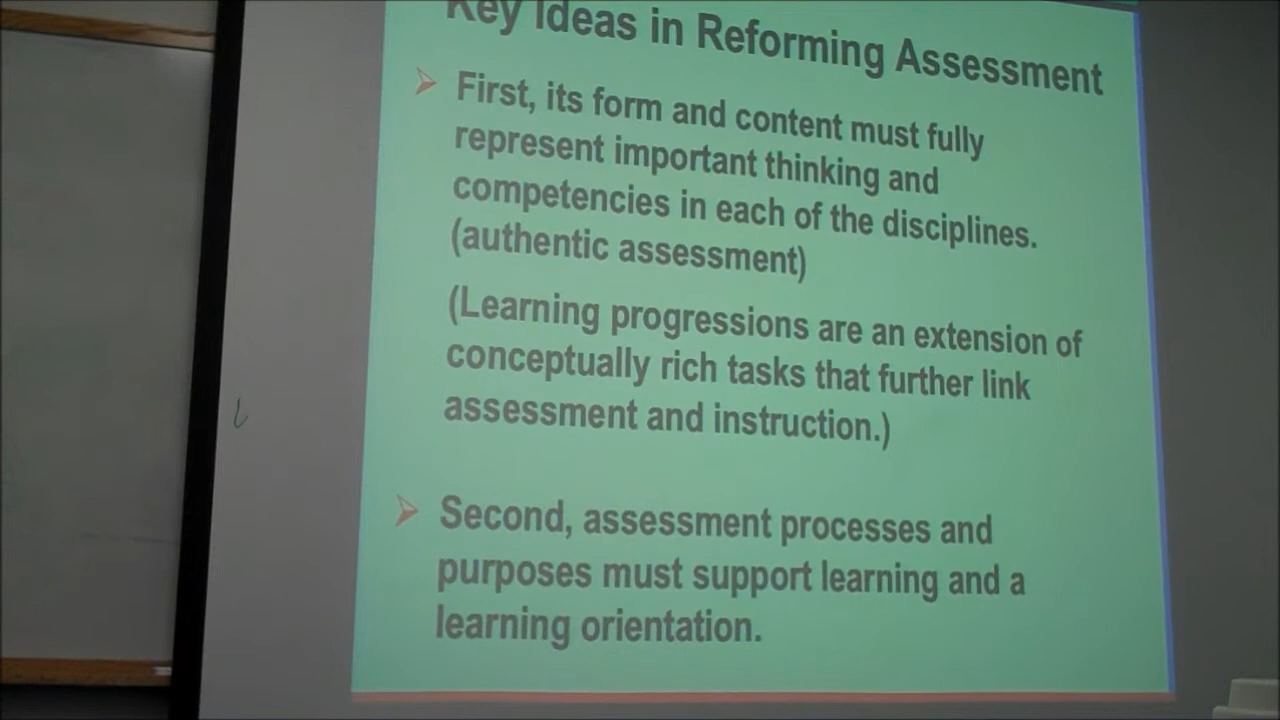 Key Ideas in Reforming Assessment
First, its form and content must fully
represent important thinking and
competencies in each of the disciplines.
(authentic assessment)
(Learning progressions are an extension of
conceptually rich tasks that further link
assessment and instruction.)
Second, assessment processes and
purposes must support learning and a
learning orientation.